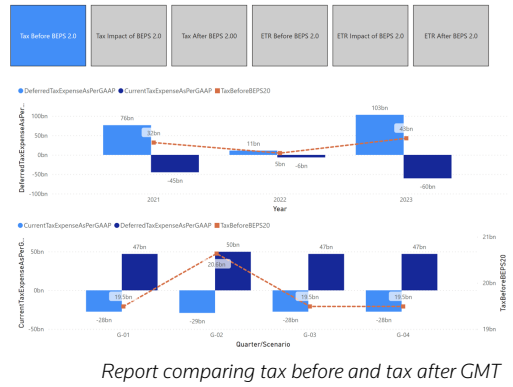 Tax Before BEPS 2.0 Tax Impact of BEPS 2.0 Tax After BEPS 2.00 ETR Before BEPS 2.0 ETR Impact of BEPS 2.0 ETR After BEPS 2.0
DeferredTaxExpenseAsPerGAAP CurrentTaxExpenseAsPerGAAP TaxBeforeBEPS20
DeferredTaxExpenseAsPer...
100bn
50bn
0bn
-50bn
-100bn
76bn
32bn
-45bn
11bn
5bn
-6bn
103bn
43bn
-60bn
2021 2022 2023
Year
CurrentTaxExpenseAsPerGAAP DeferredTaxExpenseAsPerGAAP TaxBeforeBEPS20
CurrentTaxExpenseAsPerG...
50bn
0bn
-50bn
47bn 50bn 47bn 47bn
19.5bn 20.6bn 19.5bn 19.5bn
-28bn -29bn -28bn -28bn
21bn
20bn
19bn
TaxBeforeBEPS20
G-01 G-02 G-03 G-04
Quarter/Scenario
Report comparing tax before and tax after GMT